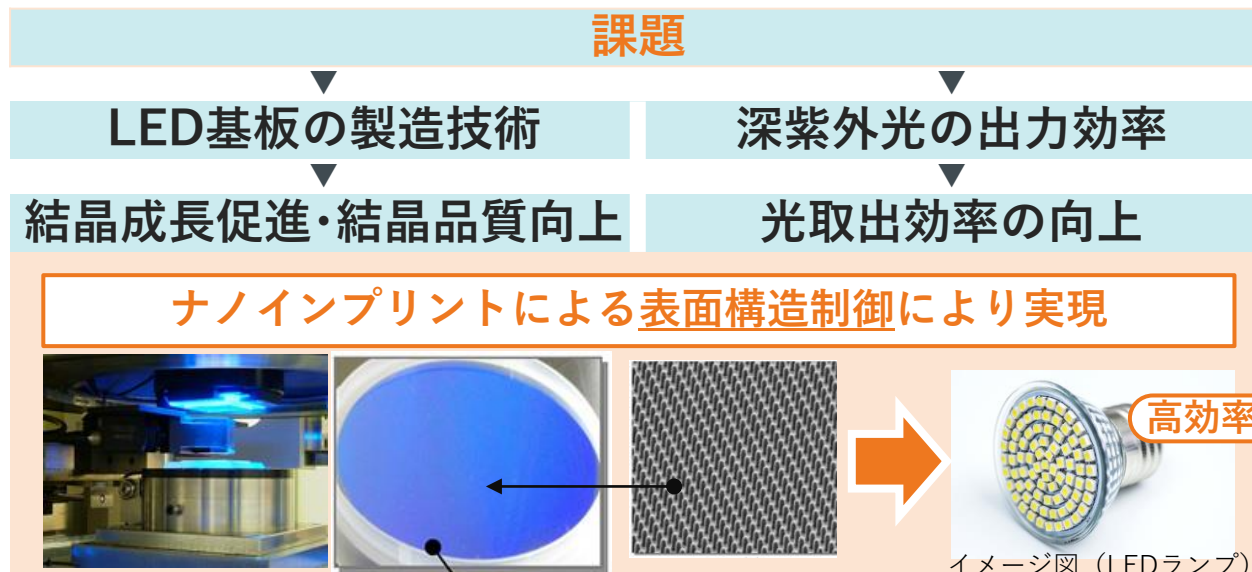 課題
LED基板の製造技術
深紫外光の出力効率
結晶成長促進･結晶品質向上
光取出効率の向上
ナノインプリントによる表面構造制御により実現
高効率
イメージ図（LEDランプ）